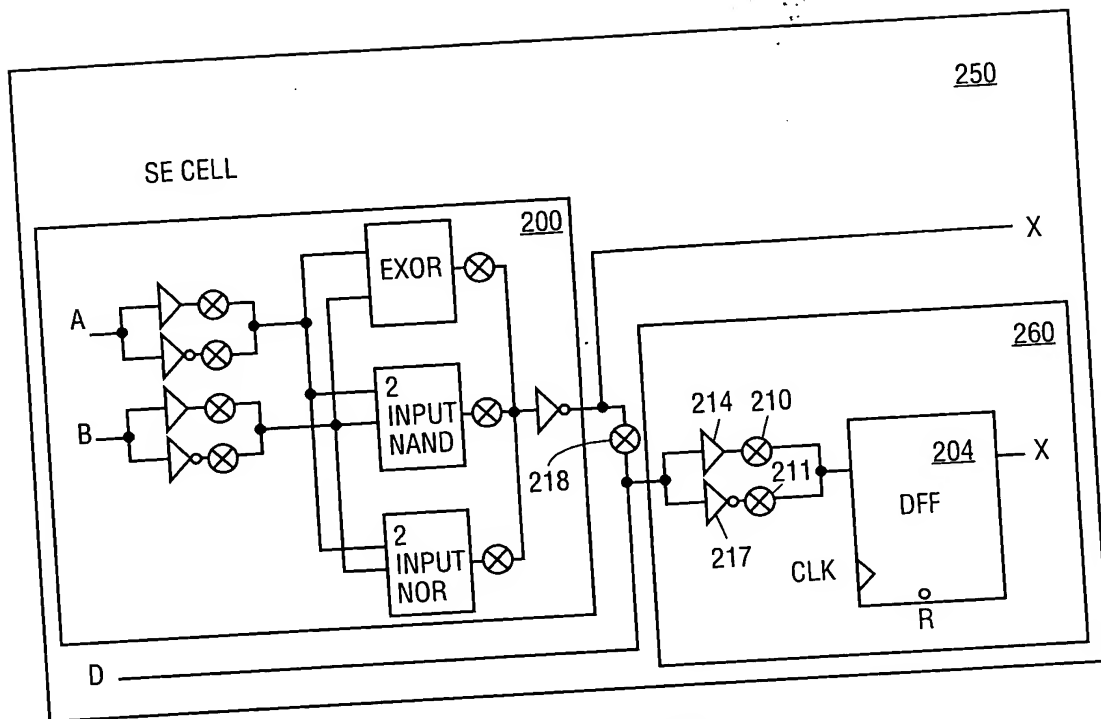 250
SE CELL
200
X
EXOR
A
260
2
INPUT
NAND
214
210
B
218
211
204
X
DFF
217
2
INPUT
NOR
CLK
R
D